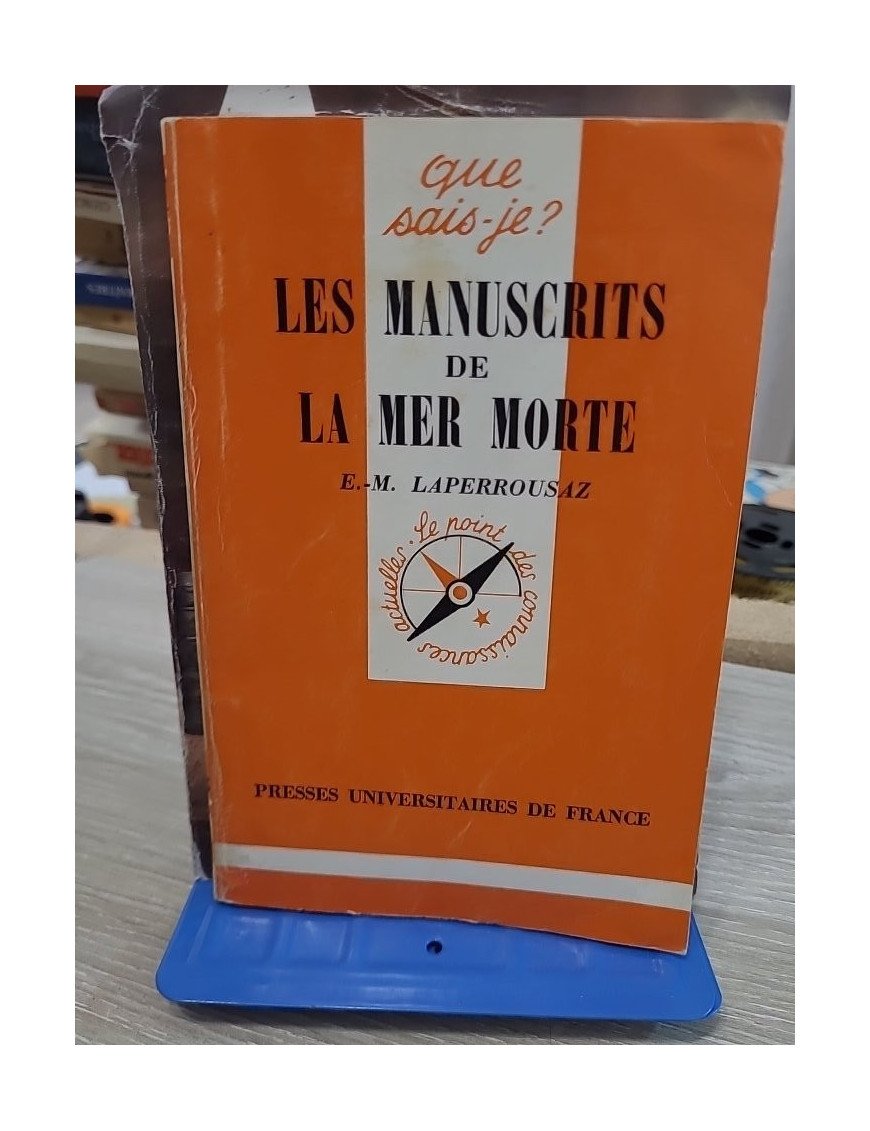 que
sais-je?
LES MANUSCRITS
DE
LA MER MORTE
E.-M. LAPERROUSAZ
le point des connaissances actuelles.
PRESSES UNIVERSITAIRES DE FRANCE